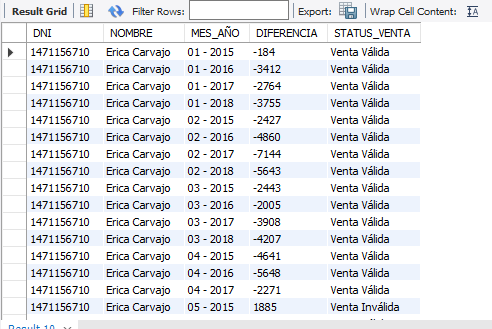 Result Grid Filter Rows: Export: Wrap Cell Content:
DNI NOMBRE MES_AÑO DIFERENCIA STATUS_VENTA
1471156710 Erica Carvajo 01 - 2015 -184 Venta Válida
1471156710 Erica Carvajo 01 - 2016 -3412 Venta Válida
1471156710 Erica Carvajo 01 - 2017 -2764 Venta Válida
1471156710 Erica Carvajo 01 - 2018 -3755 Venta Válida
1471156710 Erica Carvajo 02 - 2015 -2427 Venta Válida
1471156710 Erica Carvajo 02 - 2016 -4860 Venta Válida
1471156710 Erica Carvajo 02 - 2017 -7144 Venta Válida
1471156710 Erica Carvajo 02 - 2018 -5643 Venta Válida
1471156710 Erica Carvajo 03 - 2015 -2443 Venta Válida
1471156710 Erica Carvajo 03 - 2016 -2005 Venta Válida
1471156710 Erica Carvajo 03 - 2017 -3908 Venta Válida
1471156710 Erica Carvajo 03 - 2018 -4207 Venta Válida
1471156710 Erica Carvajo 04 - 2015 -4641 Venta Válida
1471156710 Erica Carvajo 04 - 2016 -5648 Venta Válida
1471156710 Erica Carvajo 04 - 2017 -2271 Venta Válida
1471156710 Erica Carvajo 05 - 2015 1885 Venta Inválida